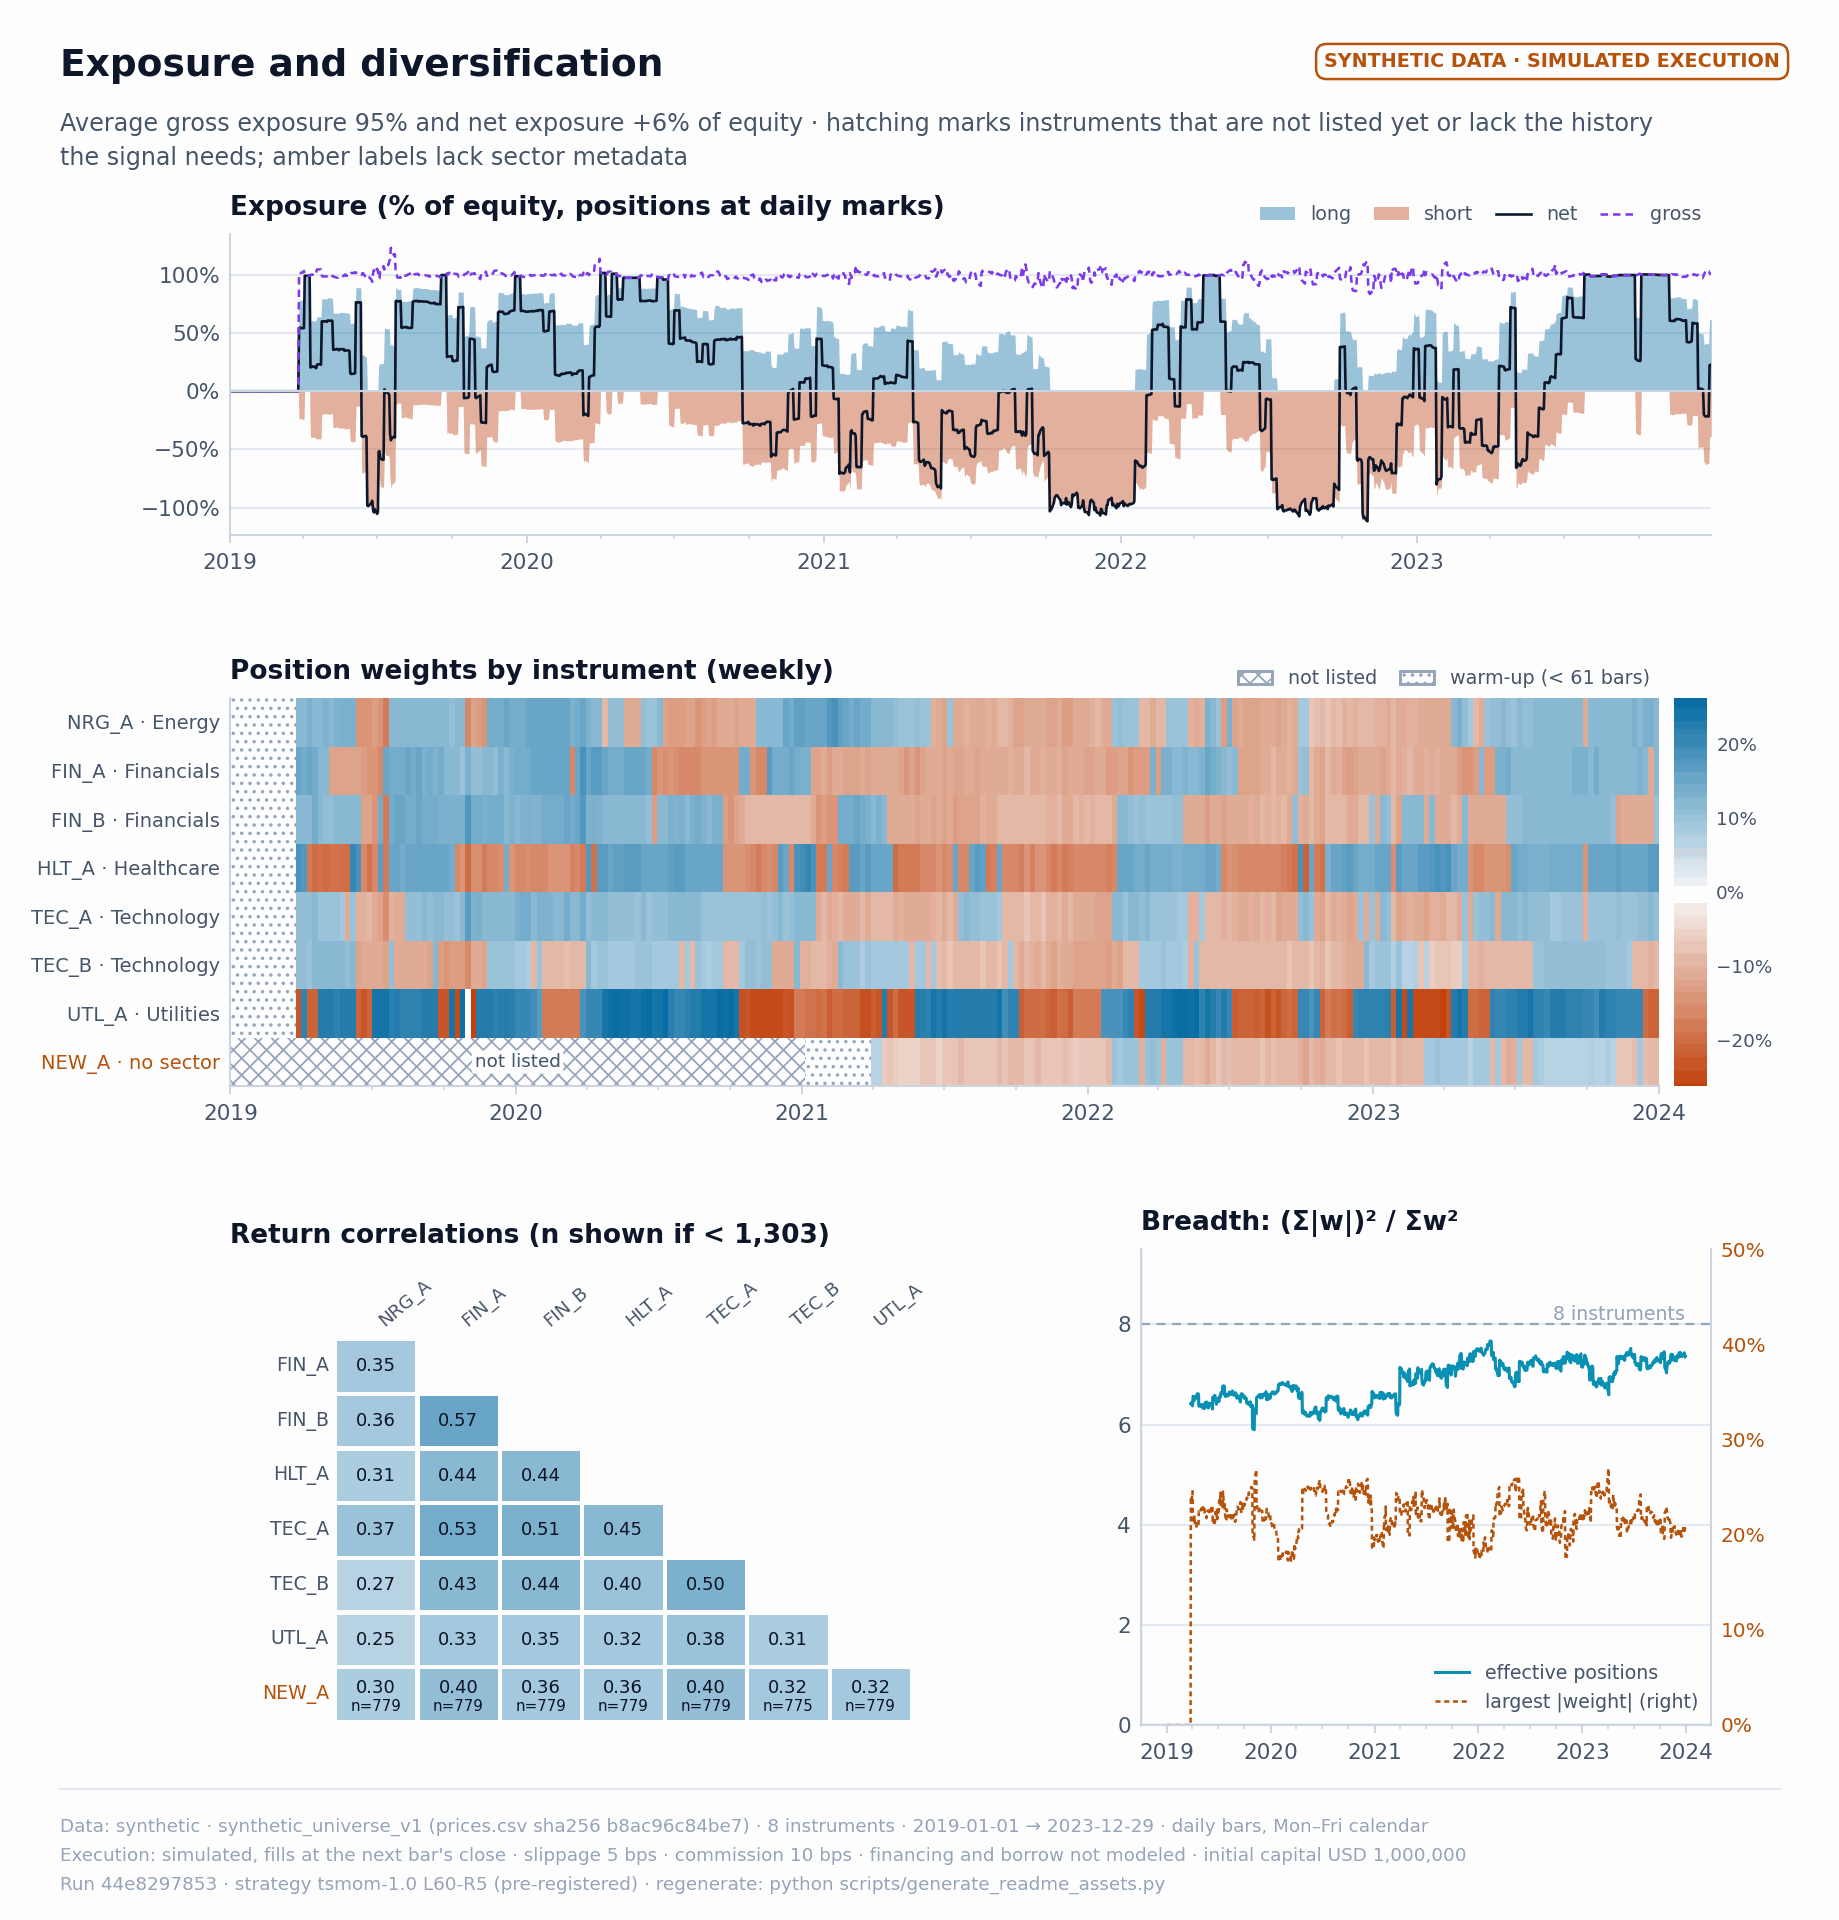 Exposure and diversification
SYNTHETIC DATA · SIMULATED EXECUTION
Average gross exposure 95% and net exposure +6% of equity · hatching marks instruments that are not listed yet or lack the history
the signal needs; amber labels lack sector metadata
Exposure (% of equity, positions at daily marks)
long short net gross
100%
50%
0%
−50%
−100%
2019 2020 2021 2022 2023
Position weights by instrument (weekly)
not listed warm-up (< 61 bars)
NRG_A · Energy
FIN_A · Financials
FIN_B · Financials
HLT_A · Healthcare
TEC_A · Technology
TEC_B · Technology
UTL_A · Utilities
NEW_A · no sector
not listed
20%
10%
0%
−10%
−20%
2019 2020 2021 2022 2023 2024
Return correlations (n shown if < 1,303)
NRG_A FIN_A FIN_B HLT_A TEC_A TEC_B UTL_A
FIN_A 0.35
FIN_B 0.36 0.57
HLT_A 0.31 0.44 0.44
TEC_A 0.37 0.53 0.51 0.45
TEC_B 0.27 0.43 0.44 0.40 0.50
UTL_A 0.25 0.33 0.35 0.32 0.38 0.31
NEW_A 0.30 0.40 0.36 0.36 0.40 0.32 0.32
n=779 n=779 n=779 n=779 n=779 n=775 n=779
Breadth: (Σ|w|)² / Σw²
8 instruments
8
6
4
2
0
50%
40%
30%
20%
10%
0%
effective positions
largest |weight| (right)
2019 2020 2021 2022 2023 2024
Data: synthetic · synthetic_universe_v1 (prices.csv sha256 b8ac96c84be7) · 8 instruments · 2019-01-01 → 2023-12-29 · daily bars, Mon–Fri calendar
Execution: simulated, fills at the next bar's close · slippage 5 bps · commission 10 bps · financing and borrow not modeled · initial capital USD 1,000,000
Run 44e8297853 · strategy tsmom-1.0 L60-R5 (pre-registered) · regenerate: python scripts/generate_readme_assets.py